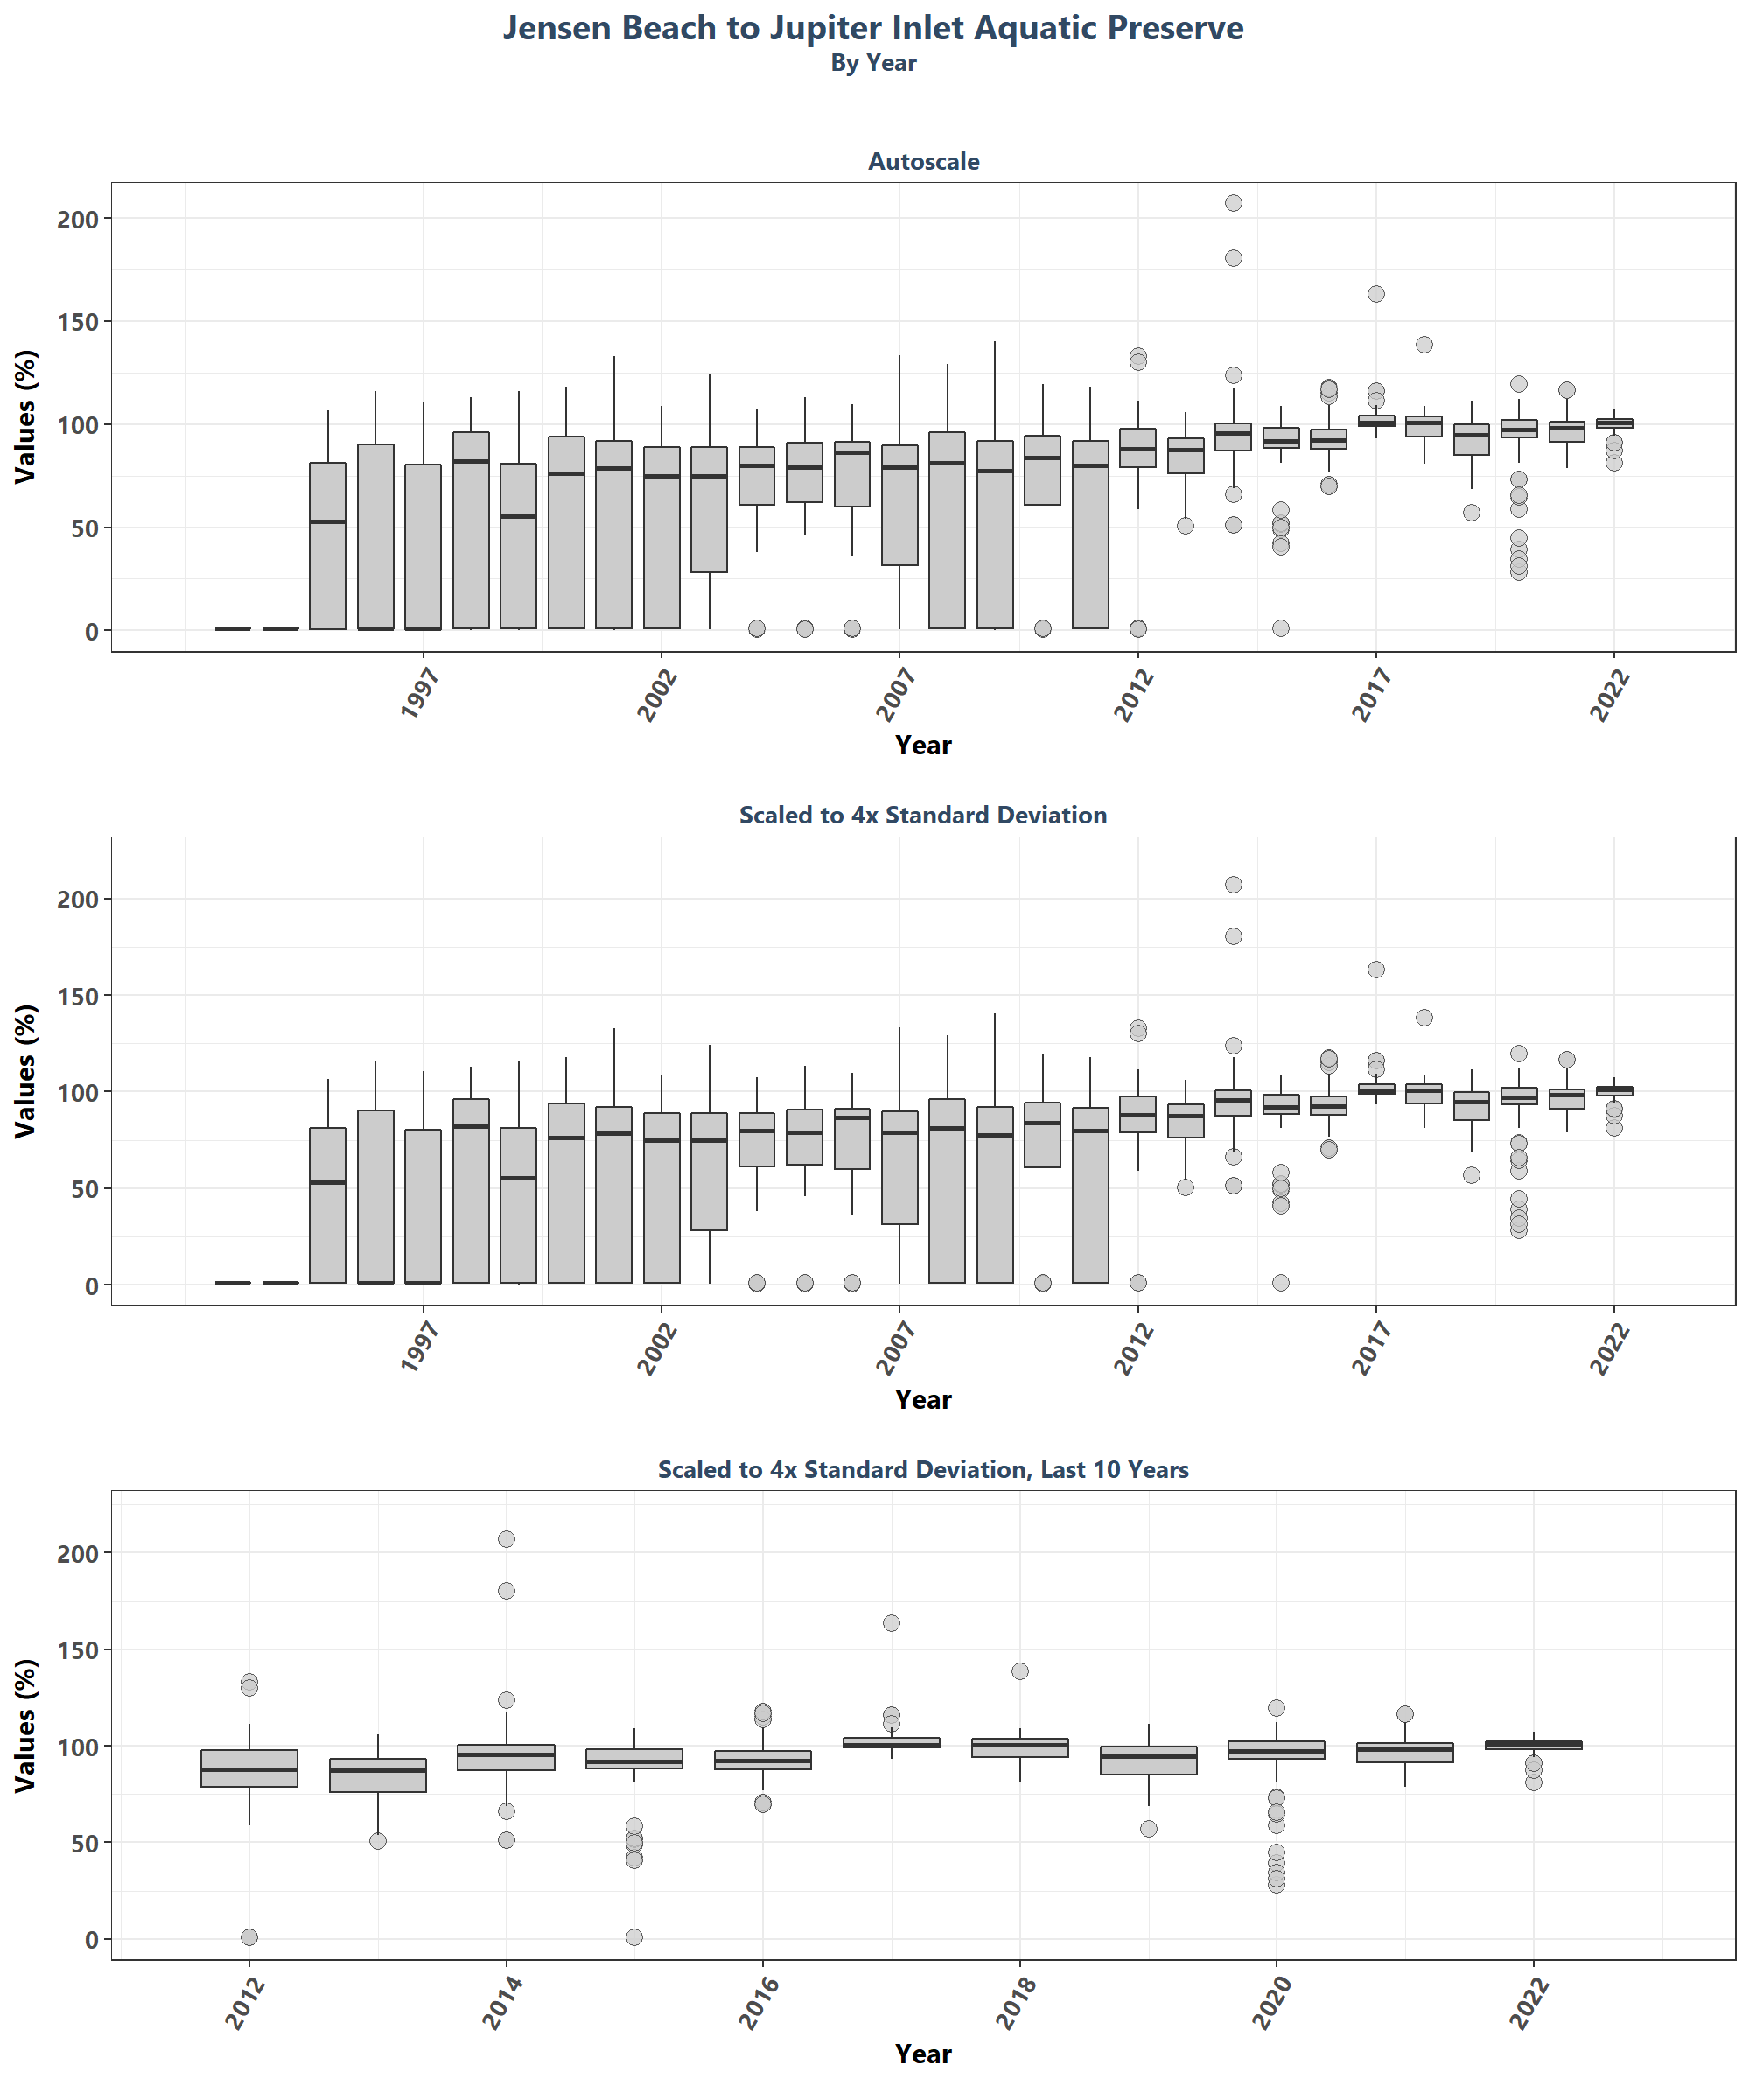 Jensen Beach to Jupiter Inlet Aquatic Preserve
By Year
Autoscale
Values (%)
200
150
100
50
0
1997 2002 2007 2012 2017 2022
Year
Scaled to 4x Standard Deviation
Values (%)
200
150
100
50
0
1997 2002 2007 2012 2017 2022
Year
Scaled to 4x Standard Deviation, Last 10 Years
Values (%)
200
150
100
50
0
2012 2014 2016 2018 2020 2022
Year